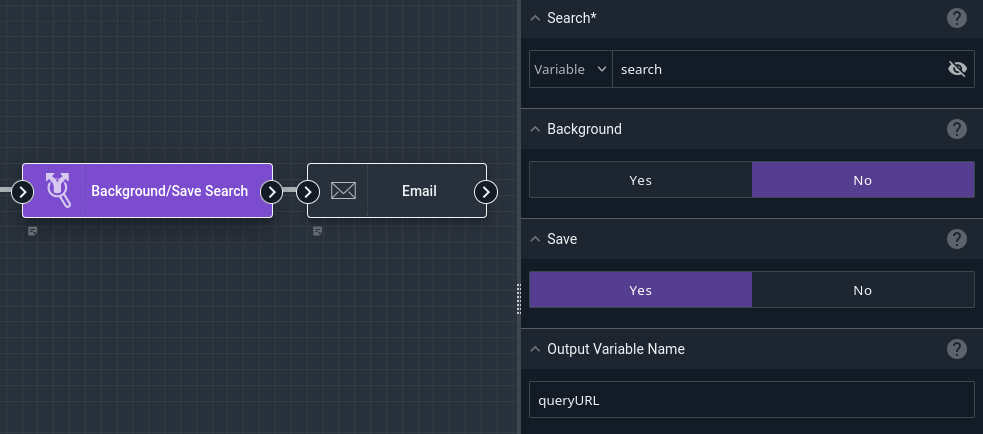 Background/Save Search
Email
Search*
Variable
search
Background
Yes
No
Save
Yes
No
Output Variable Name
queryURL